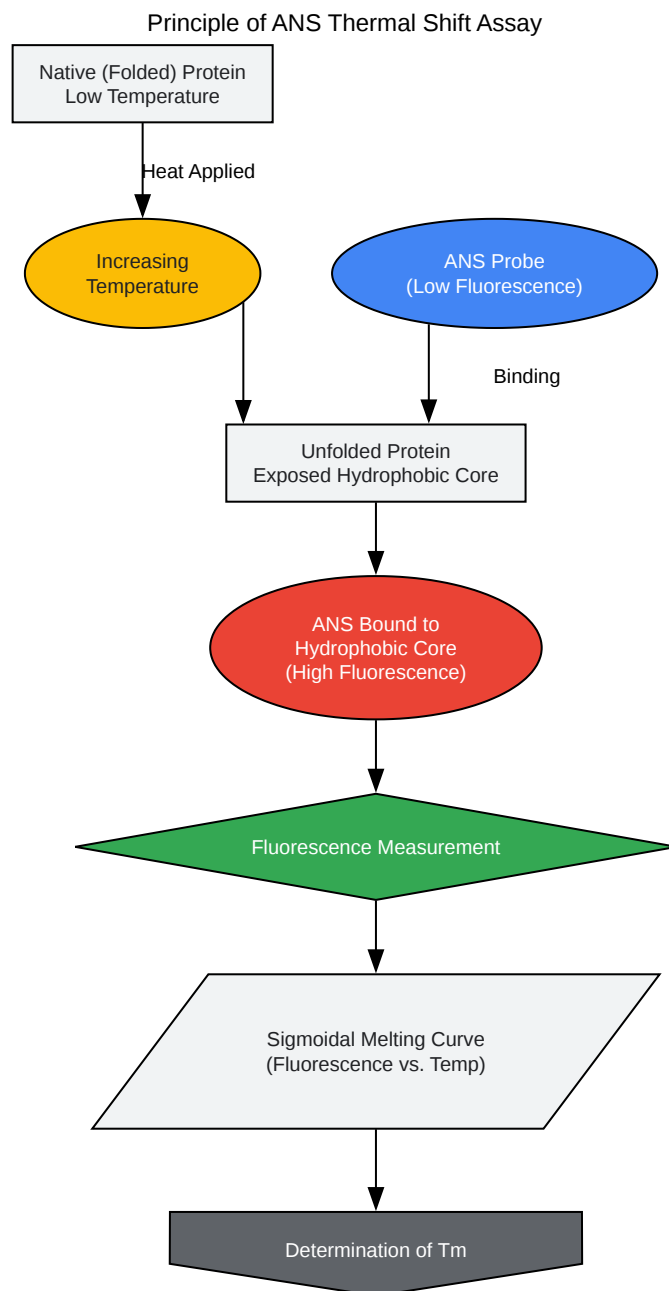 Principle of ANS Thermal Shift Assay
Native (Folded) Protein
Low Temperature
Heat Applied
Increasing
Temperature
ANS Probe
(Low Fluorescence)
Binding
Unfolded Protein
Exposed Hydrophobic Core
ANS Bound to
Hydrophobic Core
(High Fluorescence)
Fluorescence Measurement
Sigmoidal Melting Curve
(Fluorescence vs. Temp)
Determination of Tm